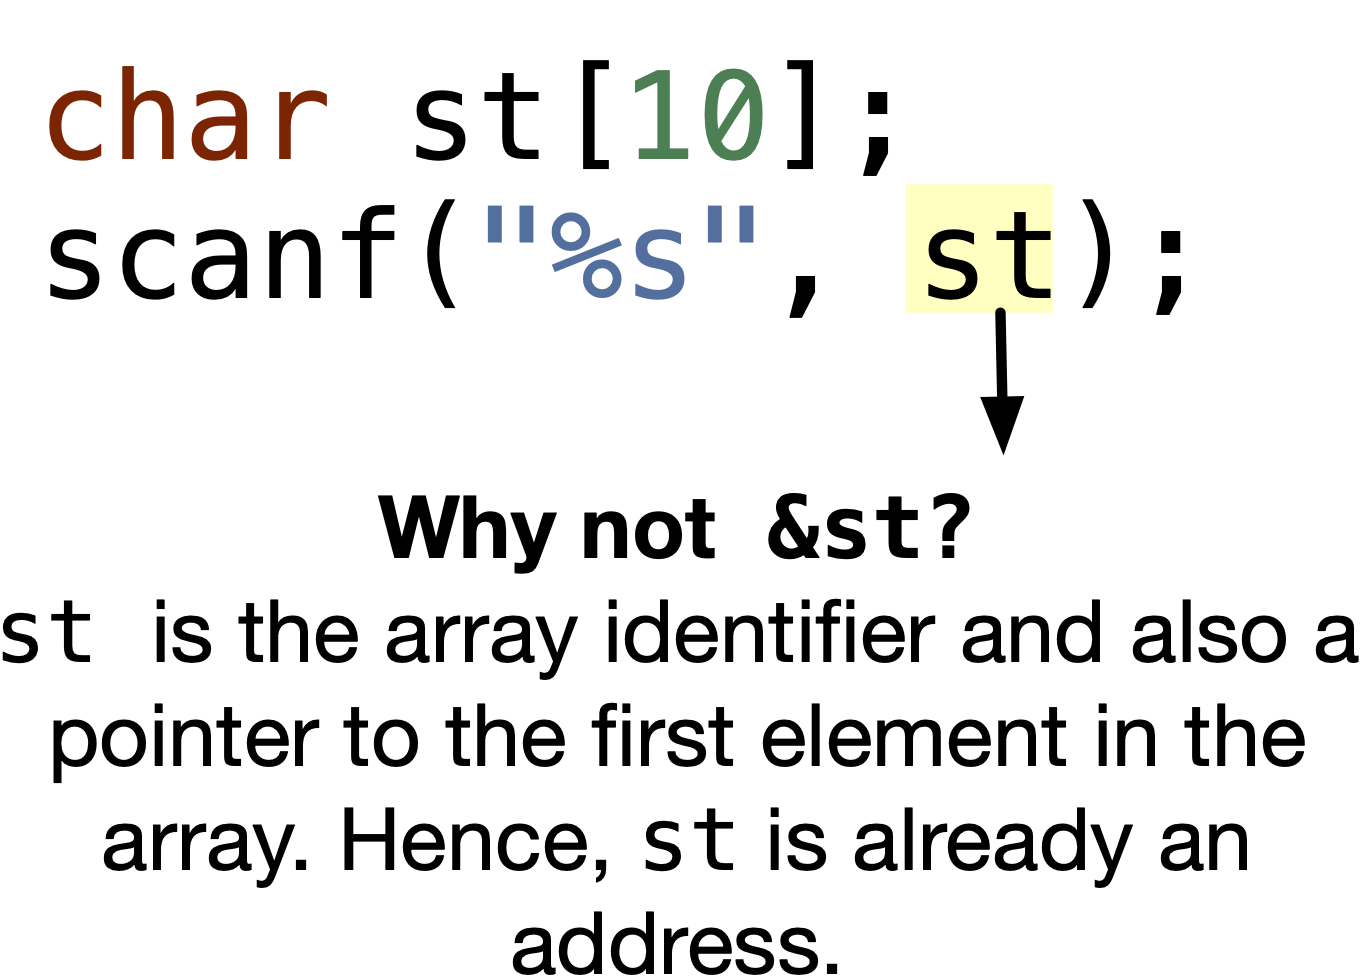 char st[10];
scanf("%s", st);
Why not &st?
st is the array identifier and also a
pointer to the first element in the
array. Hence, st is already an
address.